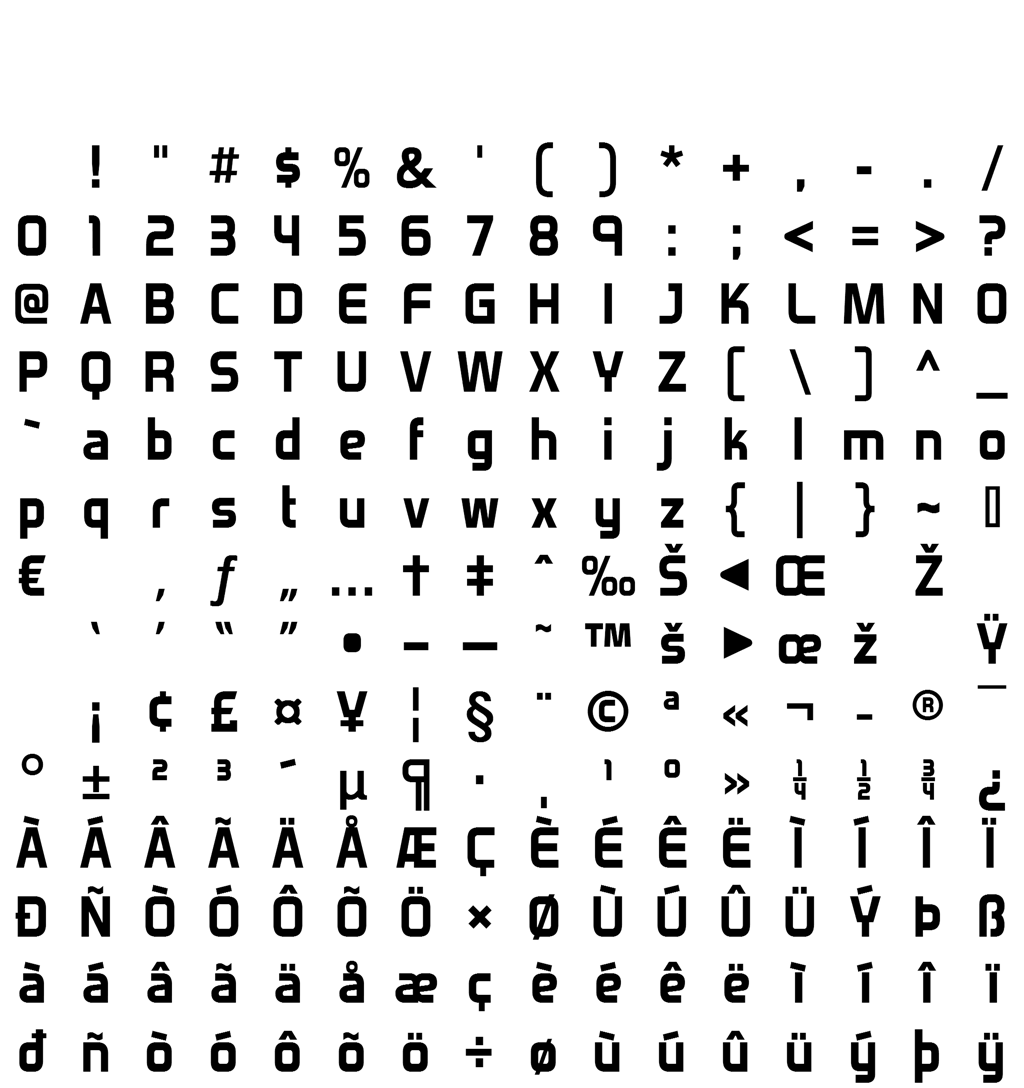 ! " # $ % & ' ( ) * + , - . /
0 1 2 3 4 5 6 7 8 9 : ; < = > ?
@ A B C D E F G H I J K L M N O
P Q R S T U V W X Y Z [ \ ] ^ _
` a b c d e f g h i j k l m n o
p q r s t u v w x y z { | } ~ ▯
€ ‚ ƒ „ … † ‡ ˆ ‰ Š ◄ Œ Ž
‘ ’ “ ” • – — ˜ ™ š ► œ ž Ÿ
¡ ¢ £ ¤ ¥ ¦ § ¨ © ª « ¬ - ® ¯
° ± ² ³ ´ µ ¶ · ¸ ¹ º » ¼ ½ ¾ ¿
À Á Â Ã Ä Å Æ Ç È É Ê Ë Ì Í Î Ï
Ð Ñ Ò Ó Ô Õ Ö × Ø Ù Ú Û Ü Ý Þ ß
à á â ã ä å æ ç è é ê ë ì í î ï
đ ñ ò ó ô õ ö ÷ ø ù ú û ü ý þ ÿ